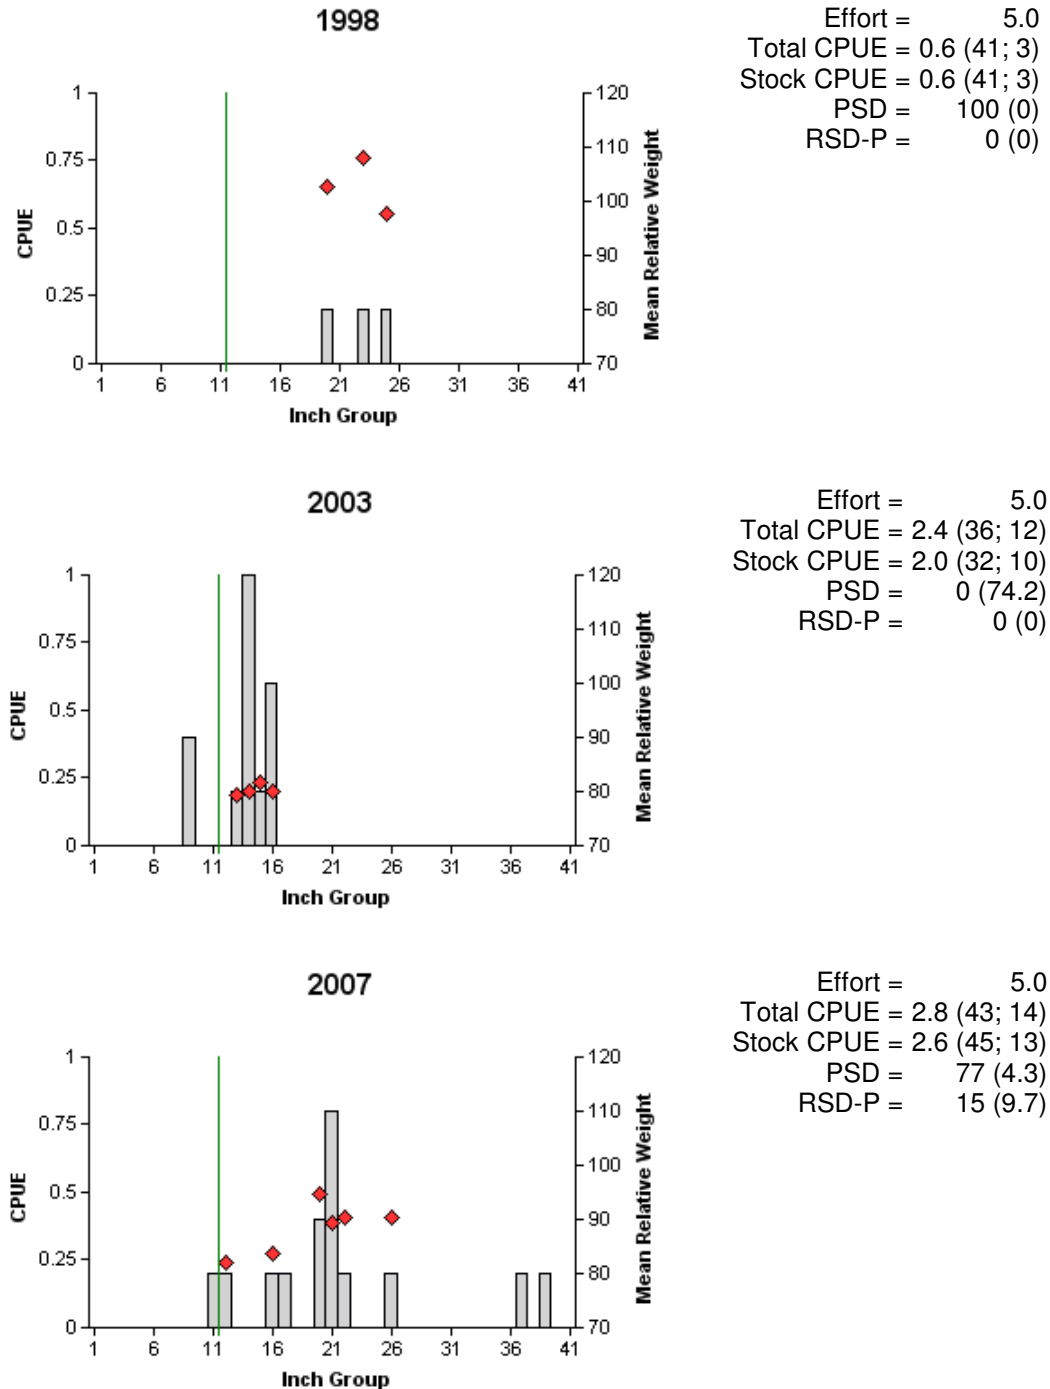 1998
Effort = 5.0
Total CPUE = 0.6 (41; 3)
Stock CPUE = 0.6 (41; 3)
PSD = 100 (0)
RSD-P = 0 (0)
1
0.75
0.5
0.25
0
CPUE
120
110
100
90
80
70
Mean Relative Weight
1 6 11 16 21 26 31 36 41
Inch Group
2003
Effort = 5.0
Total CPUE = 2.4 (36; 12)
Stock CPUE = 2.0 (32; 10)
PSD = 0 (74.2)
RSD-P = 0 (0)
1
0.75
0.5
0.25
0
CPUE
120
110
100
90
80
70
Mean Relative Weight
1 6 11 16 21 26 31 36 41
Inch Group
2007
Effort = 5.0
Total CPUE = 2.8 (43; 14)
Stock CPUE = 2.6 (45; 13)
PSD = 77 (4.3)
RSD-P = 15 (9.7)
1
0.75
0.5
0.25
0
CPUE
120
110
100
90
80
70
Mean Relative Weight
1 6 11 16 21 26 31 36 41
Inch Group